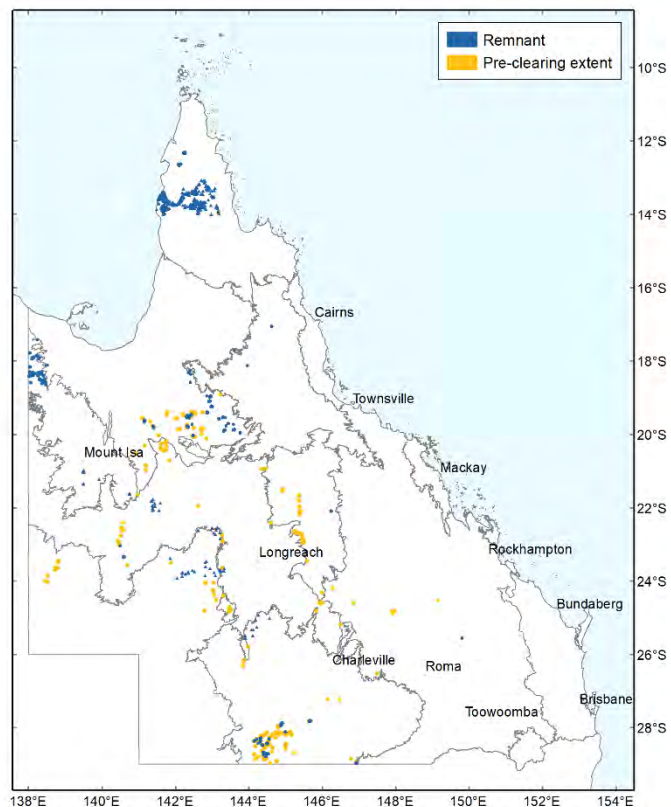 Remnant
Pre-clearing extent
10°S
12°S
14°S
16°S
Cairns
18°S
Townsville
20°S
Mount Isa
Mackay
22°S
Longreach
Rockhampton
24°S
Bundaberg
26°S
Charleville
Roma
Brisbane
Toowoomba
28°S
138°E 140°E 142°E 144°E 146°E 148°E 150°E 152°E 154°E